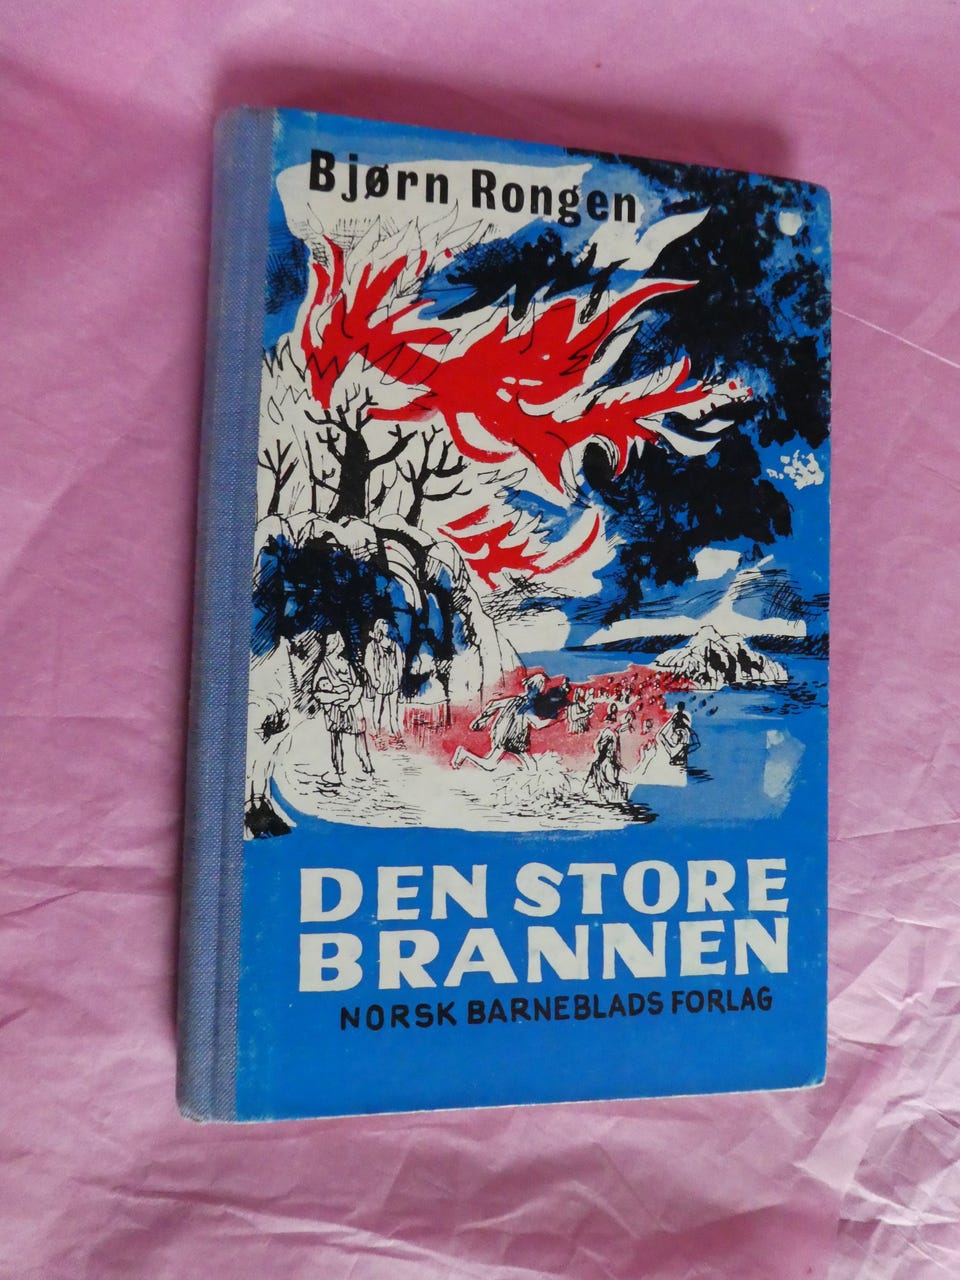 Bjørn Rongen
DEN STORE
BRANNEN
NORSK BARNEBLADS FORLAG